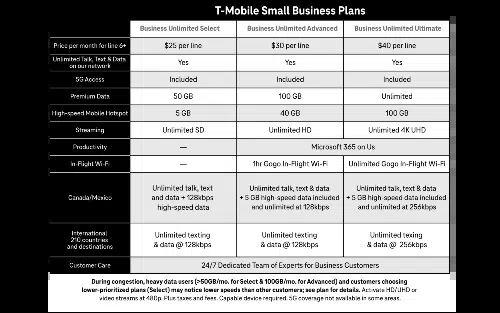 T-Mobile Small Business Plans
Business Unlimited Select Business Unlimited Advanced Business Unlimited Ultimate
Price per month for line 6+ $25 per line $30 per line $40 per line
Unlimited Talk, Text & Data
on our network Yes Yes Yes
5G Access Included Included Included
Premium Data 50 GB 100 GB Unlimited
High-speed Mobile Hotspot 5 GB 40 GB 100 GB
Streaming Unlimited SD Unlimited HD Unlimited 4K UHD
Productivity — Microsoft 365 on Us
In-Flight Wi-Fi — 1hr Gogo In-Flight Wi-Fi Unlimited Gogo In-Flight Wi-Fi
Canada/Mexico
Unlimited talk, text
and data + 128kbps
high-speed data
Unlimited talk, text & data
+ 5 GB high-speed data included
and unlimited at 128kbps
Unlimited talk, text & data
+ 5 GB high-speed data included
and unlimited at 256kbps
International
210 countries
and destinations
Unlimited texting
& data @ 128kbps
Unlimited texting
& data @ 128kbps
Unlimited texing
& data @ 256kbps
Customer Care 24/7 Dedicated Team of Experts for Business Customers
During congestion, heavy data users (>50GB/mo. for Select & 100GB/mo. for Advanced) and customers choosing
lower-prioritized plans (Select) may notice lower speeds than other customers; see plan for details. Activate HD/UHD or
video streams at 480p. Plus taxes and fees. Capable device required. 5G coverage not available in some areas.